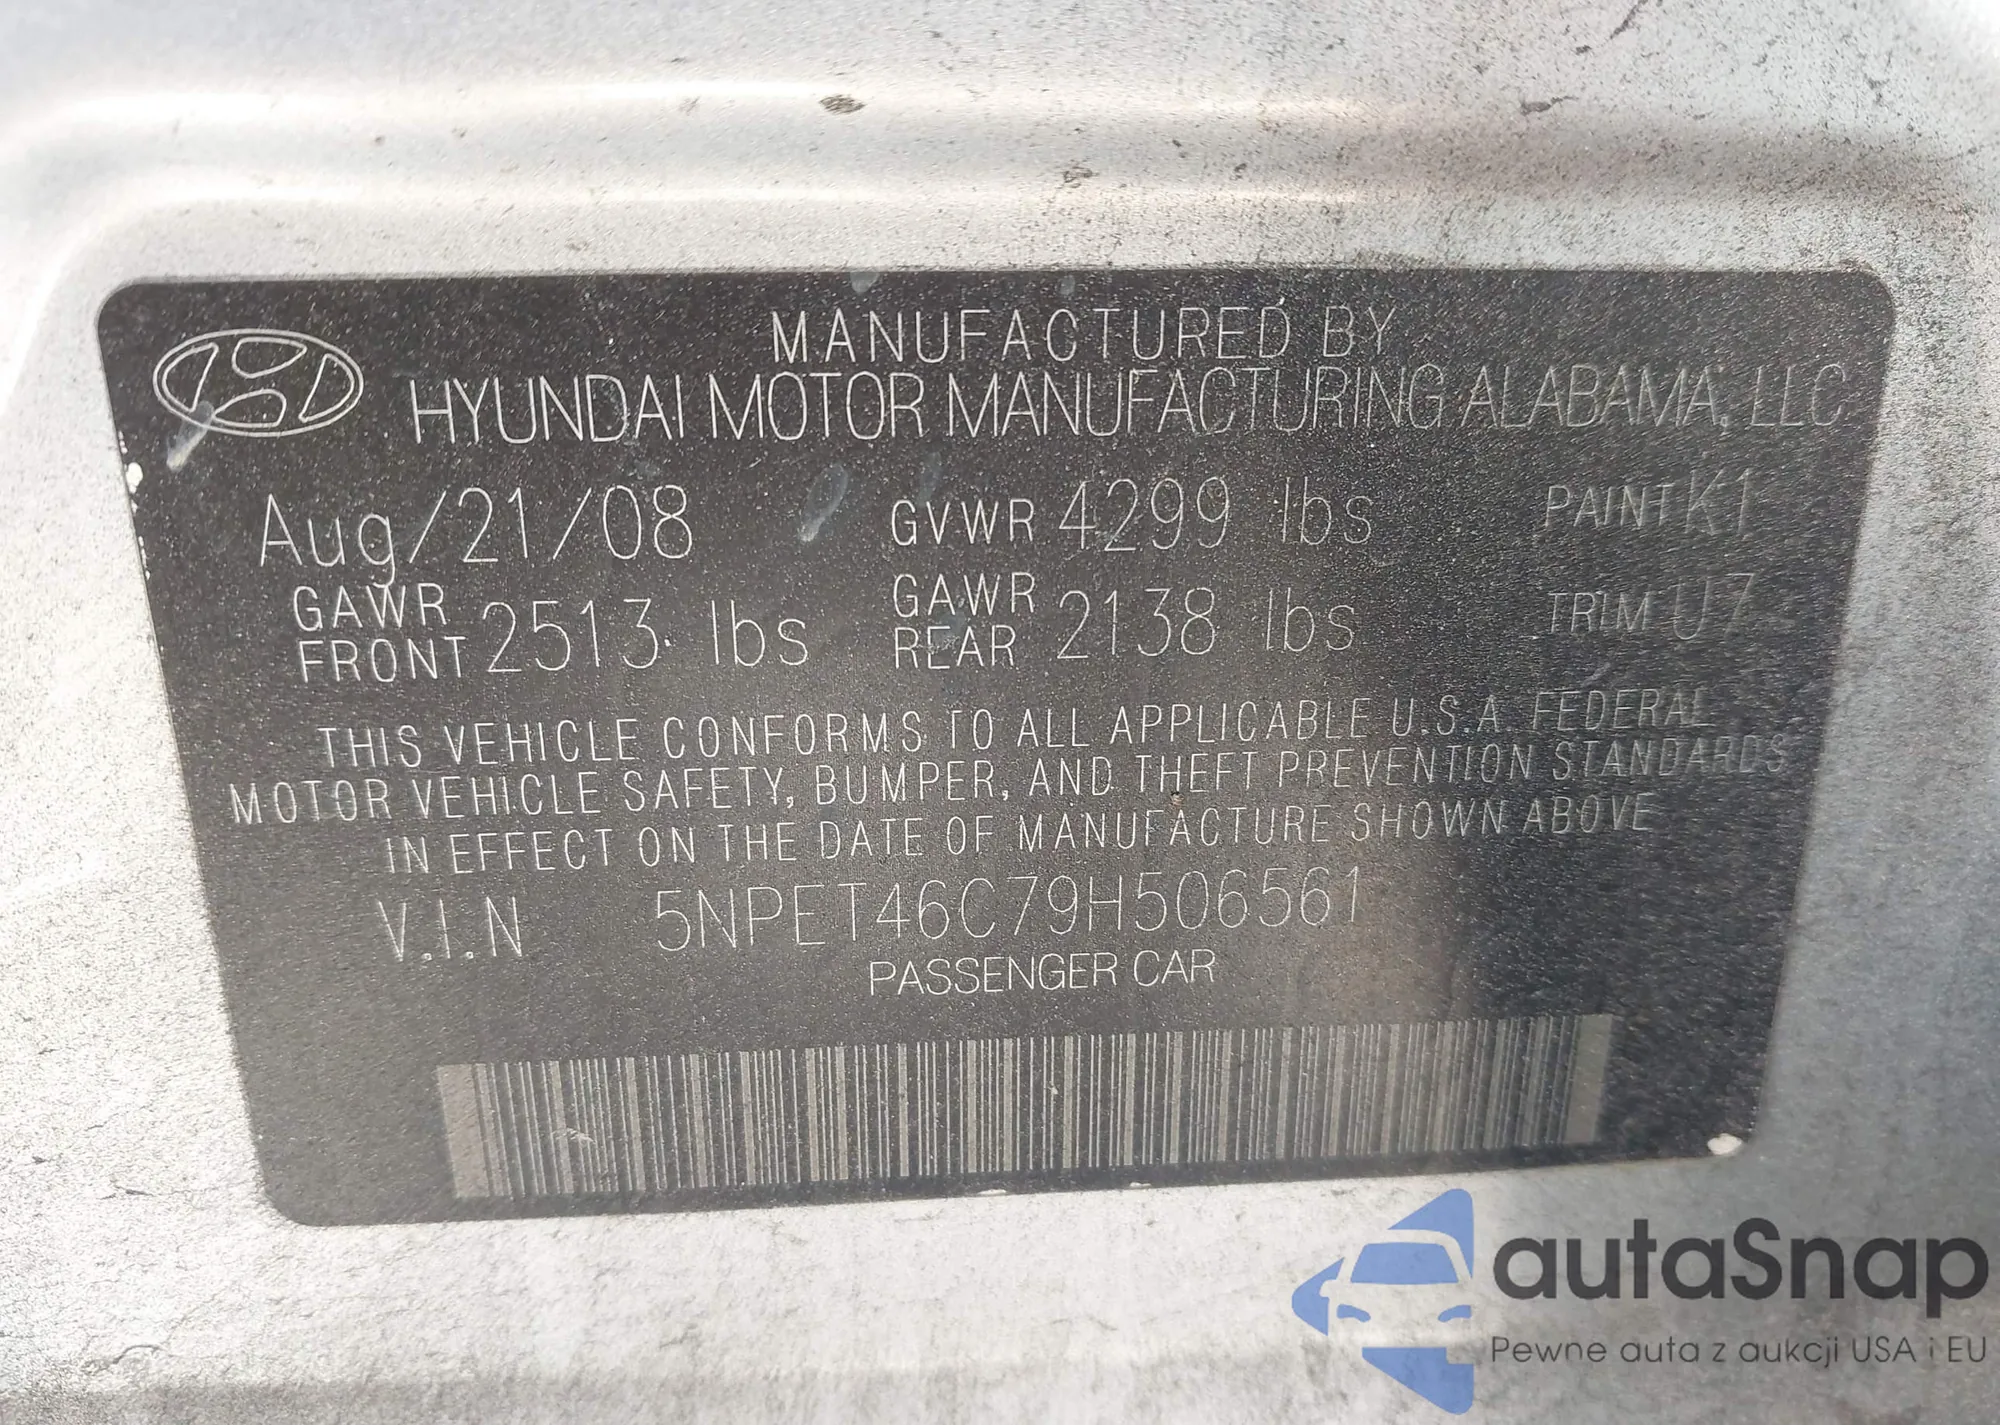 MANUFACTURED BY
HYUNDAI MOTOR MANUFACTURING ALABAMA, LLC
Aug/21/08 GVWR 4299 lbs PAINT K1
GAWR FRONT 2513 lbs GAWR REAR 2138 lbs TRIM U7
THIS VEHICLE CONFORMS TO ALL APPLICABLE U.S.A. FEDERAL
MOTOR VEHICLE SAFETY, BUMPER, AND THEFT PREVENTION STANDARDS
IN EFFECT ON THE DATE OF MANUFACTURE SHOWN ABOVE
V.I.N 5NPET46C79H506561
PASSENGER CAR
autaSnap
Pewne auta z aukcji USA i EU